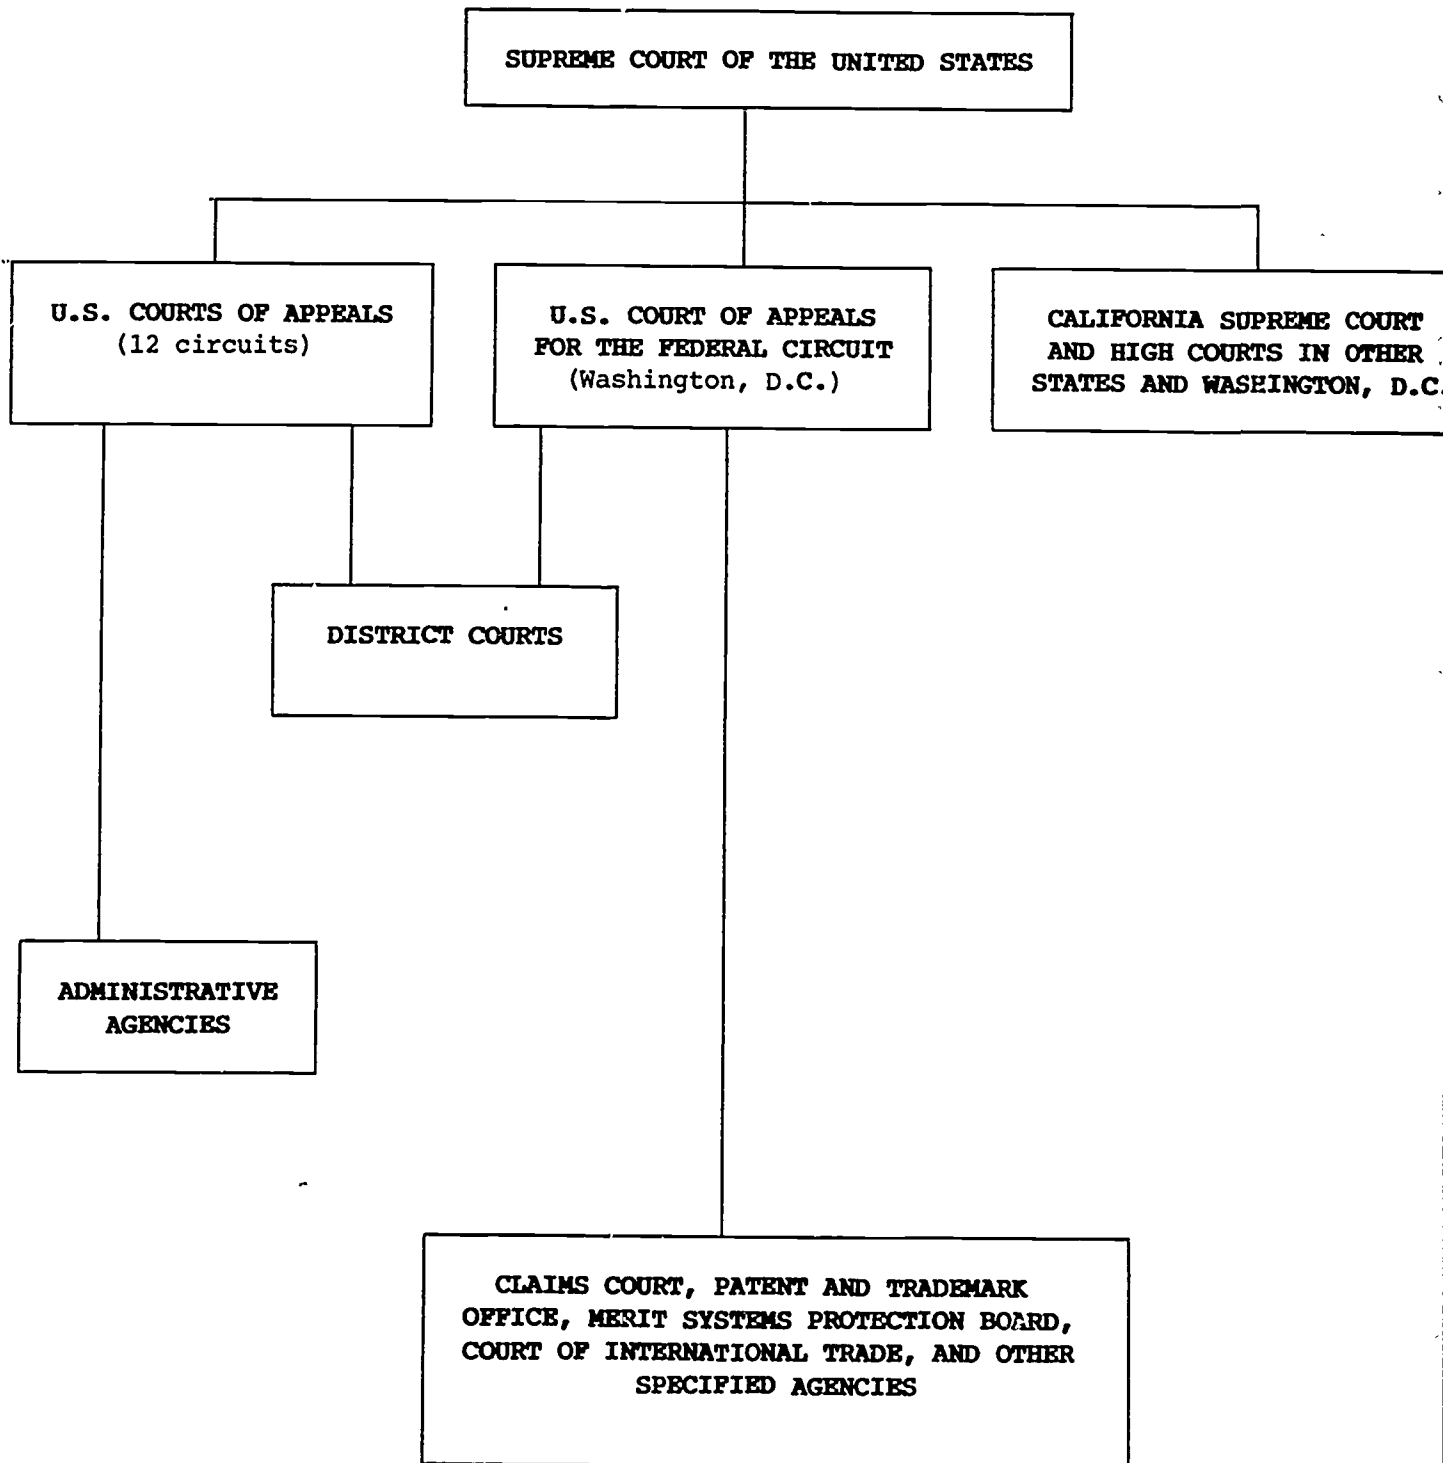 SUPREME COURT OF THE UNITED STATES
U.S. COURTS OF APPEALS
(12 circuits)
U.S. COURT OF APPEALS
FOR THE FEDERAL CIRCUIT
(Washington, D.C.)
CALIFORNIA SUPREME COURT
AND HIGH COURTS IN OTHER
STATES AND WASHINGTON, D.C.
DISTRICT COURTS
ADMINISTRATIVE
AGENCIES
CLAIMS COURT, PATENT AND TRADEMARK
OFFICE, MERIT SYSTEMS PROTECTION BOARD,
COURT OF INTERNATIONAL TRADE, AND OTHER
SPECIFIED AGENCIES